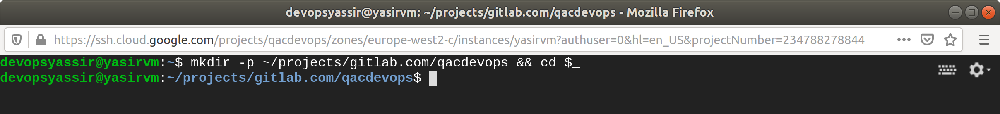 devopsyassir@yasirvm: ~/projects/gitlab.com/qacdevops - Mozilla Firefox
https://ssh.cloud.google.com/projects/qacdevops/zones/europe-west2-c/instances/yasirvm?authuser=0&hl=en_US&projectNumber=234788278844
devopsyassir@yasirvm:~$ mkdir -p ~/projects/gitlab.com/qacdevops && cd $_
devopsyassir@yasirvm:~/projects/gitlab.com/qacdevops$